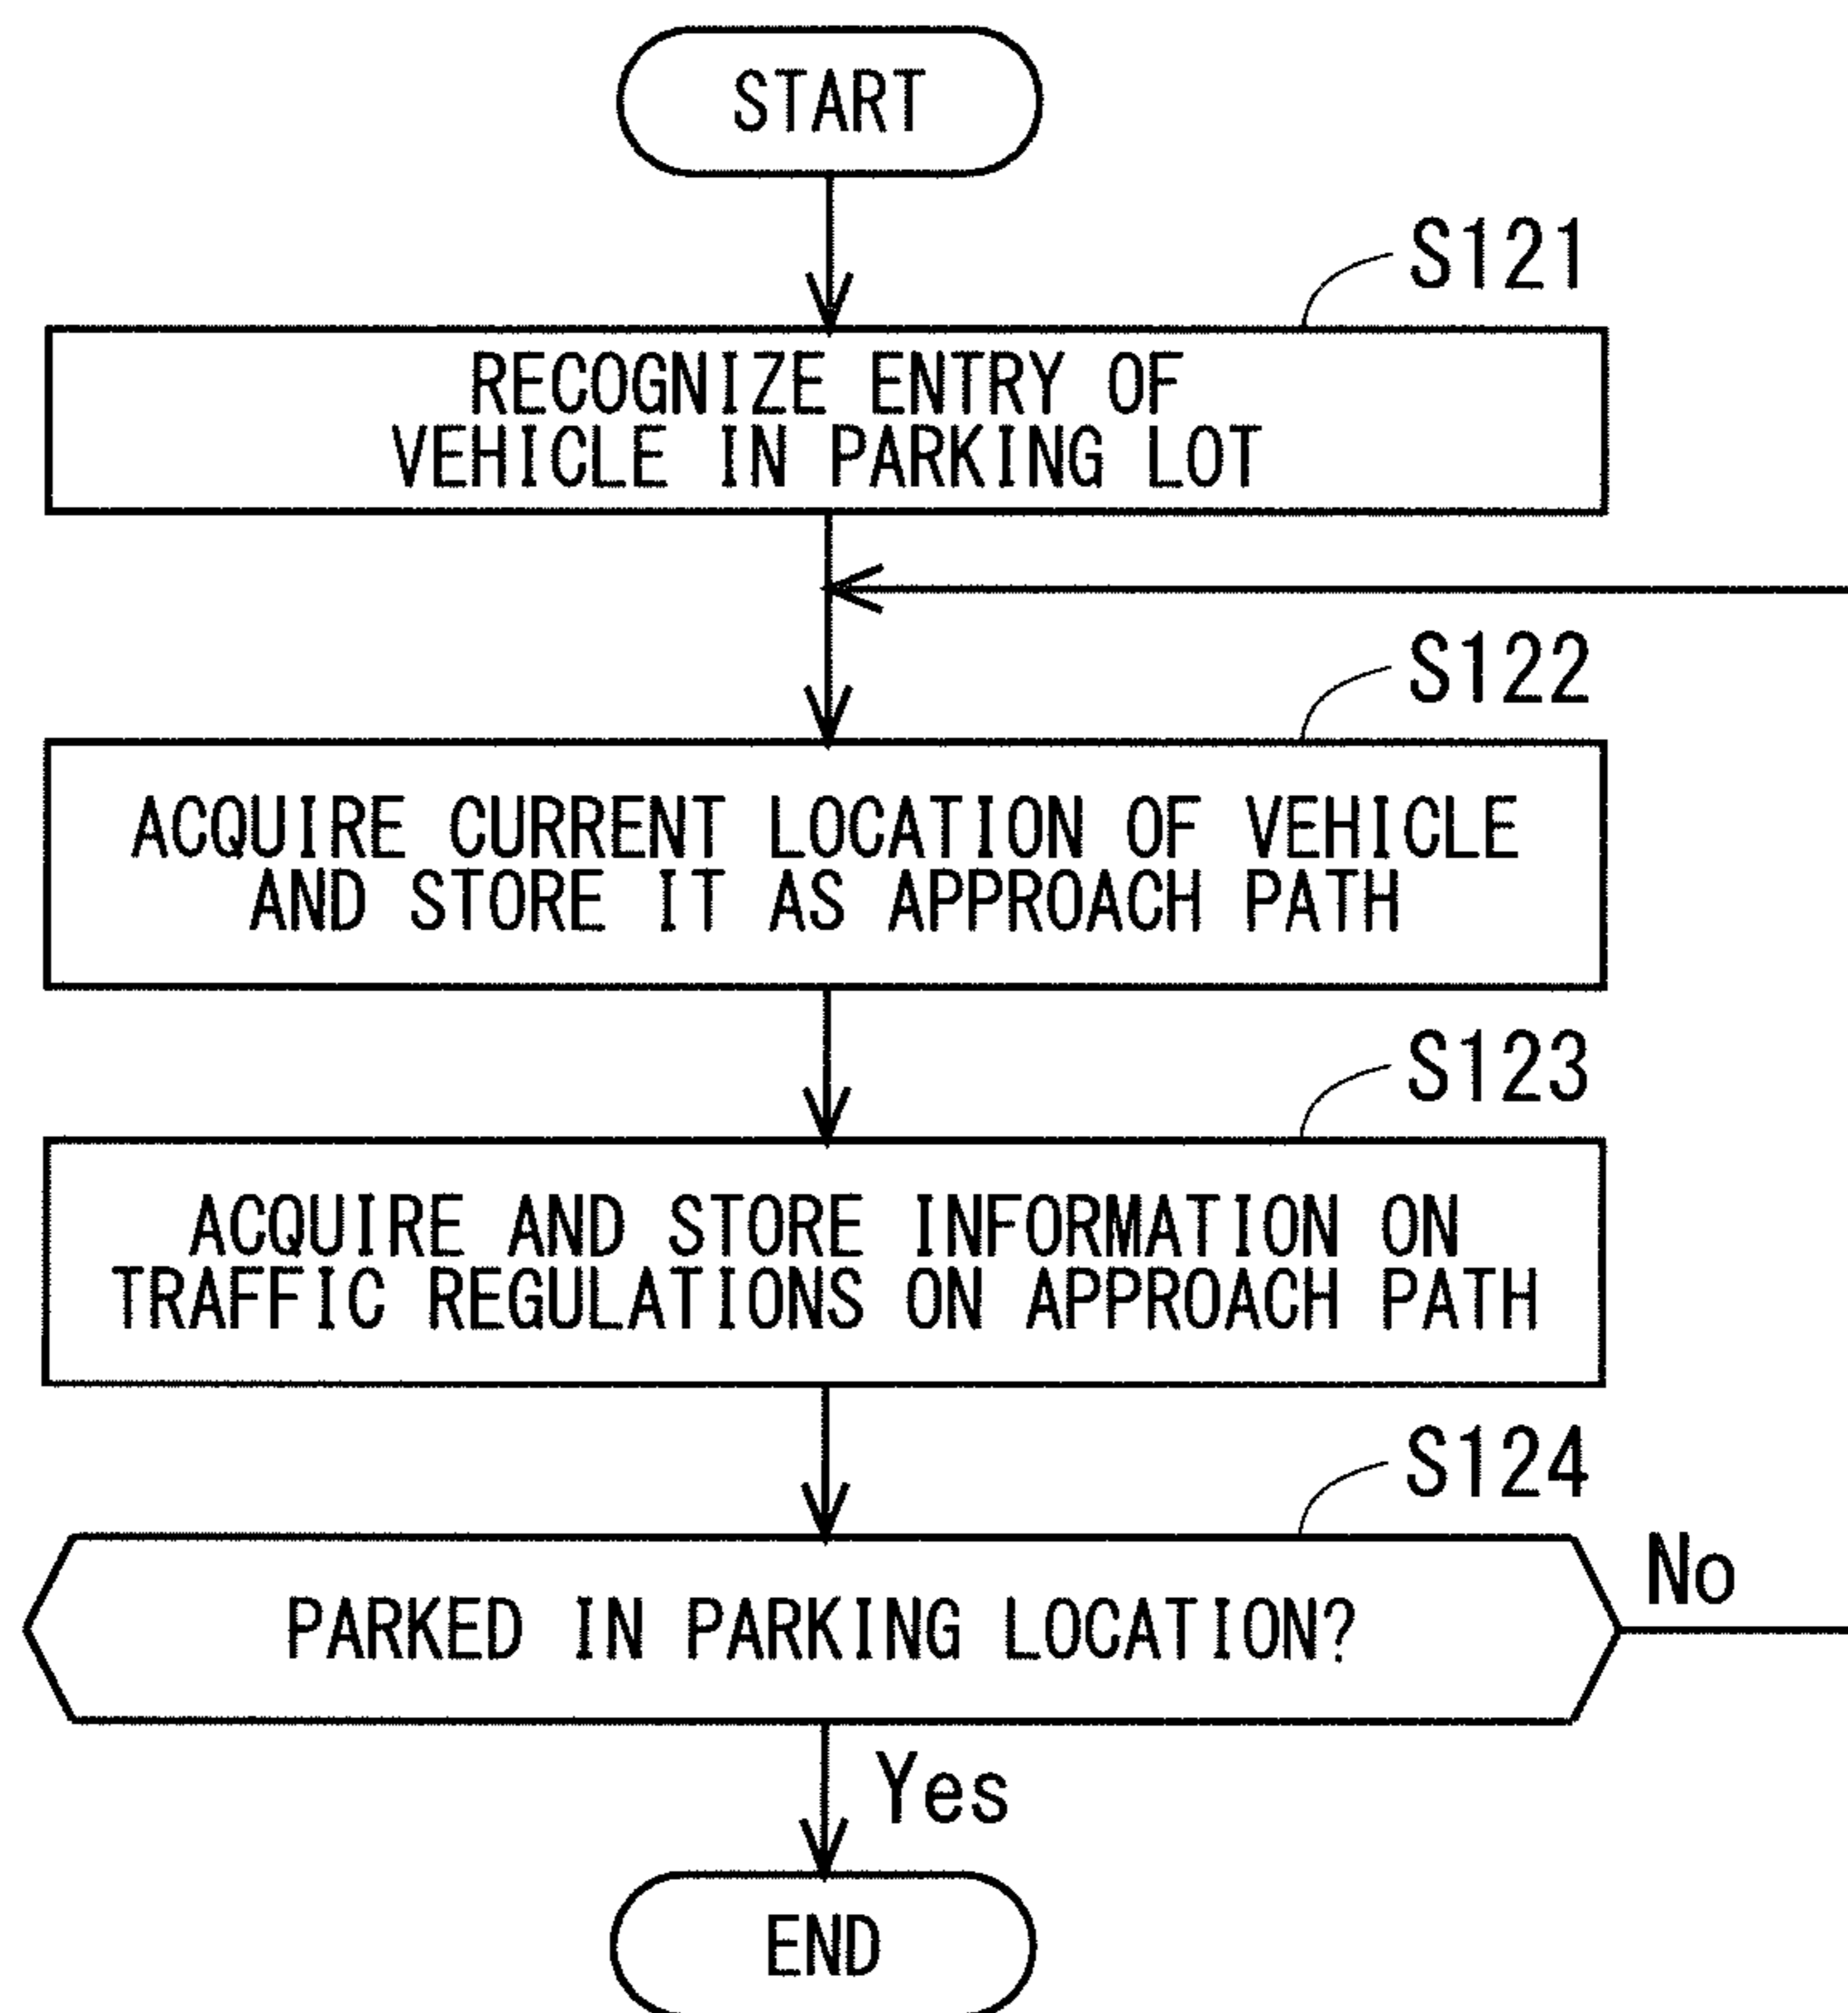 START
S121
RECOGNIZE ENTRY OF
VEHICLE IN PARKING LOT
S122
ACQUIRE CURRENT LOCATION OF VEHICLE
AND STORE IT AS APPROACH PATH
S123
ACQUIRE AND STORE INFORMATION ON
TRAFFIC REGULATIONS ON APPROACH PATH
S124
PARKED IN PARKING LOCATION?
No
Yes
END